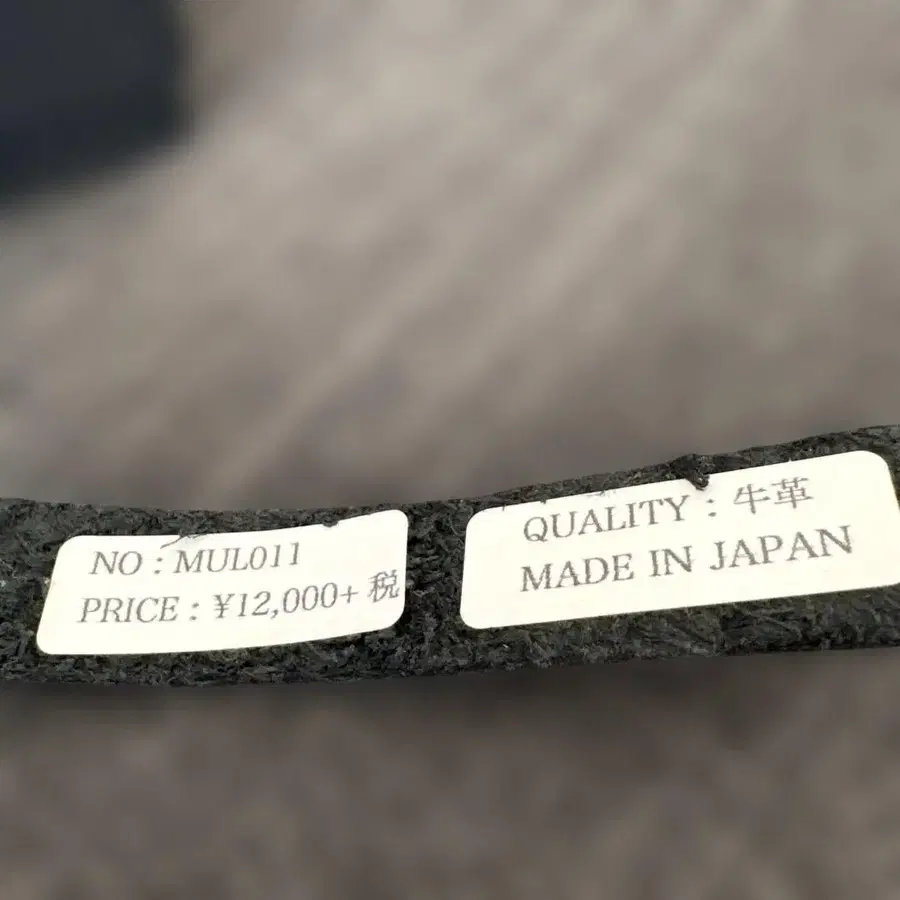 NO : MUL011
PRICE : ¥12,000+ 税
QUALITY : 牛革
MADE IN JAPAN